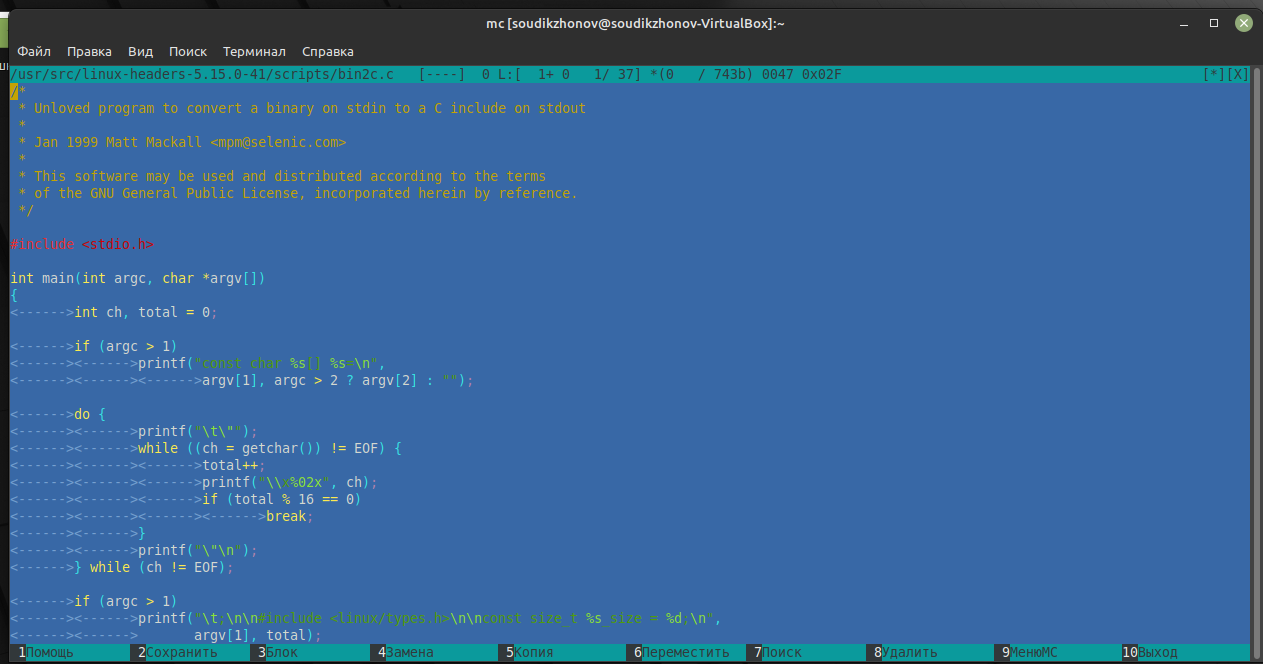 mc [soudikzhonov@soudikzhonov-VirtualBox]:~
Файл Правка Вид Поиск Терминал Справка
/usr/src/linux-headers-5.15.0-41/scripts/bin2c.c [----] 0 L:[ 1+ 0 1/ 37] *(0 / 743b) 0047 0x02F [*][X]
/*
 * Unloved program to convert a binary on stdin to a C include on stdout
 *
 * Jan 1999 Matt Mackall <mpm@selenic.com>
 *
 * This software may be used and distributed according to the terms
 * of the GNU General Public License, incorporated herein by reference.
 */
#include <stdio.h>
int main(int argc, char *argv[])
{
<------>int ch, total = 0;
<------>if (argc > 1)
<------><------>printf("const char %s[] %s=\n",
<------><------><------>argv[1], argc > 2 ? argv[2] : "");
<------>do {
<------><------>printf("\t\"");
<------><------>while ((ch = getchar()) != EOF) {
<------><------><------>total++;
<------><------><------>printf("\\x%02x", ch);
<------><------><------>if (total % 16 == 0)
<------><------><------><------>break;
<------><------>}
<------><------>printf("\"\n");
<------>} while (ch != EOF);
<------>if (argc > 1)
<------><------>printf("\t;\n\n#include <linux/types.h>\n\nconst size_t %s_size = %d;\n",
<------><------>       argv[1], total);
1Помощь 2Сохранить 3Блок 4Замена 5Копия 6Переместить 7Поиск 8Удалить 9МенюМС 10Выход